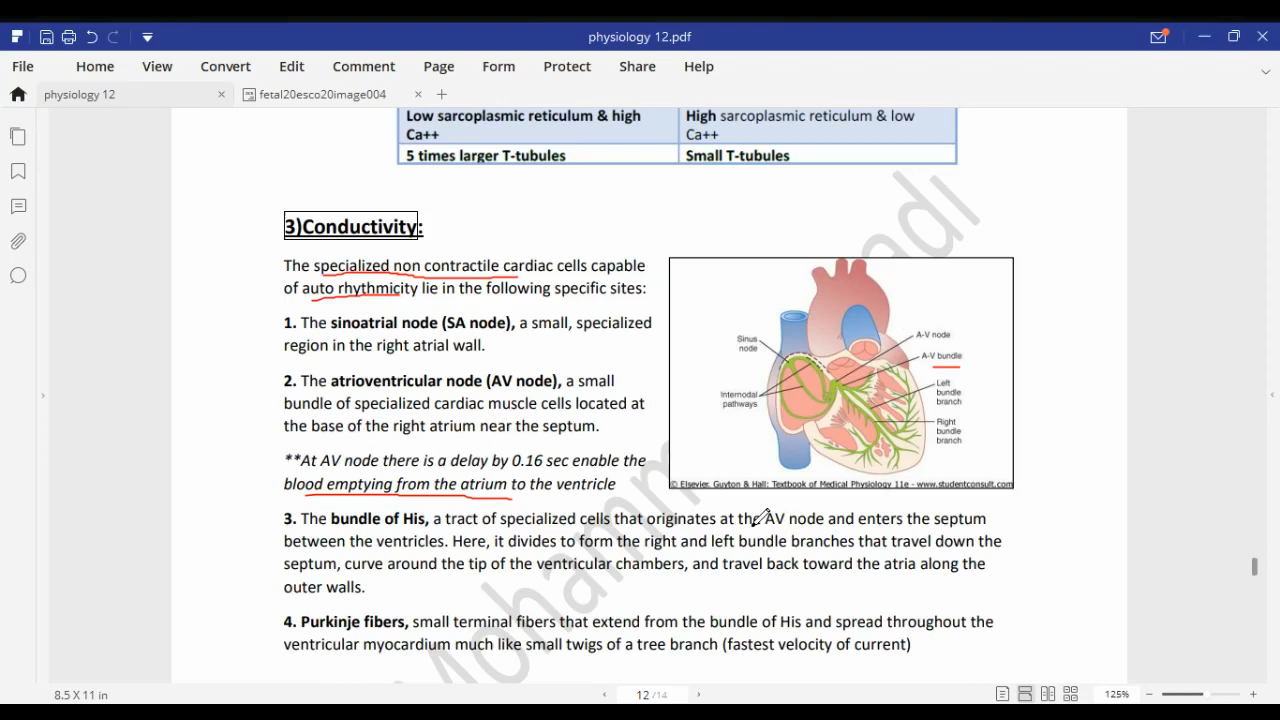 physiology 12.pdf
File Home View Convert Edit Comment Page Form Protect Share Help
physiology 12 fetal20esco20image004
Low sarcoplasmic reticulum & high
Ca++
High sarcoplasmic reticulum & low
Ca++
5 times larger T-tubules
Small T-tubules
3)Conductivity:
The specialized non contractile cardiac cells capable
of auto rhythmicity lie in the following specific sites:
1. The sinoatrial node (SA node), a small, specialized
region in the right atrial wall.
2. The atrioventricular node (AV node), a small
bundle of specialized cardiac muscle cells located at
the base of the right atrium near the septum.
**At AV node there is a delay by 0.16 sec enable the
blood emptying from the atrium to the ventricle
Sinus
node
Internodal
pathways
A-V node
A-V bundle
Left
bundle
branch
Right
bundle
branch
© Elsevier. Guyton & Hall: Textbook of Medical Physiology 11e - www.studentconsult.com
3. The bundle of His, a tract of specialized cells that originates at the AV node and enters the septum
between the ventricles. Here, it divides to form the right and left bundle branches that travel down the
septum, curve around the tip of the ventricular chambers, and travel back toward the atria along the
outer walls.
4. Purkinje fibers, small terminal fibers that extend from the bundle of His and spread throughout the
ventricular myocardium much like small twigs of a tree branch (fastest velocity of current)
8.5 X 11 in
12 /14
125%